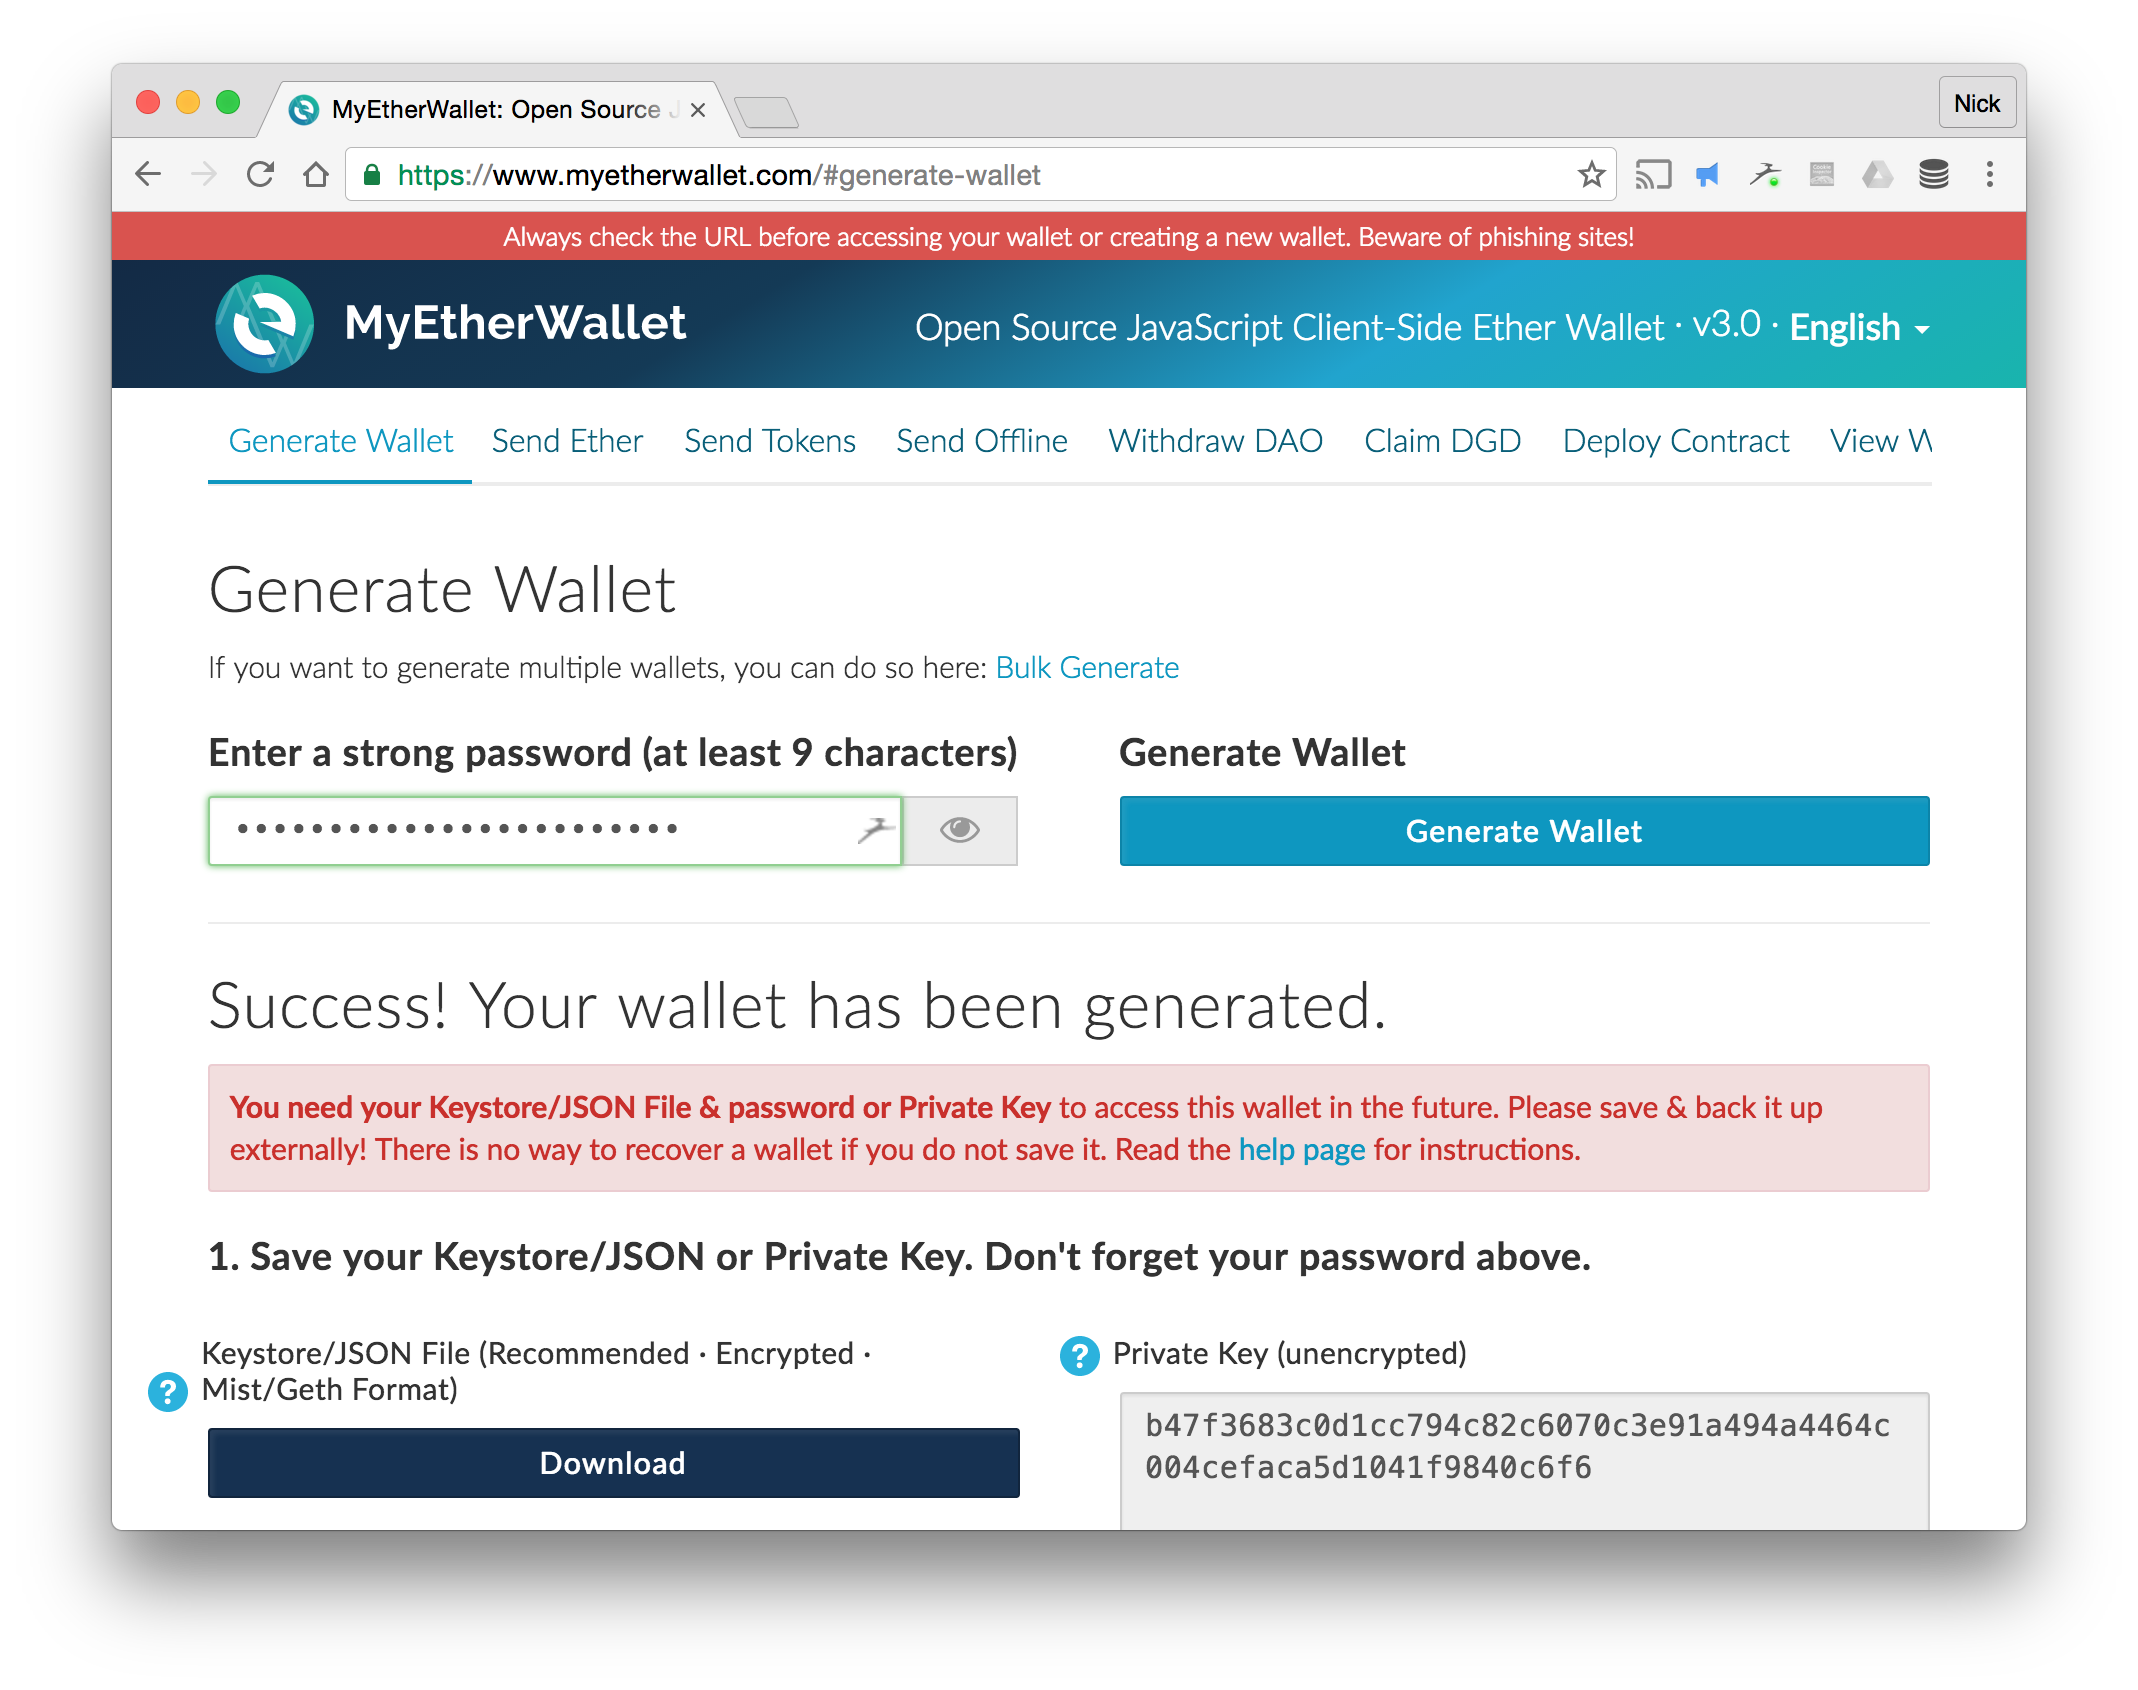 MyEtherWallet: Open Source
Nick
https://www.myetherwallet.com/#generate-wallet
Always check the URL before accessing your wallet or creating a new wallet. Beware of phishing sites!
MyEtherWallet
Open Source JavaScript Client-Side Ether Wallet · v3.0 · English
Generate Wallet Send Ether Send Tokens Send Offline Withdraw DAO Claim DGD Deploy Contract View W
Generate Wallet
If you want to generate multiple wallets, you can do so here: Bulk Generate
Enter a strong password (at least 9 characters)
Generate Wallet
Generate Wallet
Success! Your wallet has been generated.
You need your Keystore/JSON File & password or Private Key to access this wallet in the future. Please save & back it up
externally! There is no way to recover a wallet if you do not save it. Read the help page for instructions.
1. Save your Keystore/JSON or Private Key. Don't forget your password above.
Keystore/JSON File (Recommended · Encrypted ·
Mist/Geth Format)
Download
Private Key (unencrypted)
b47f3683c0d1cc794c82c6070c3e91a494a4464c
004cefaca5d1041f9840c6f6